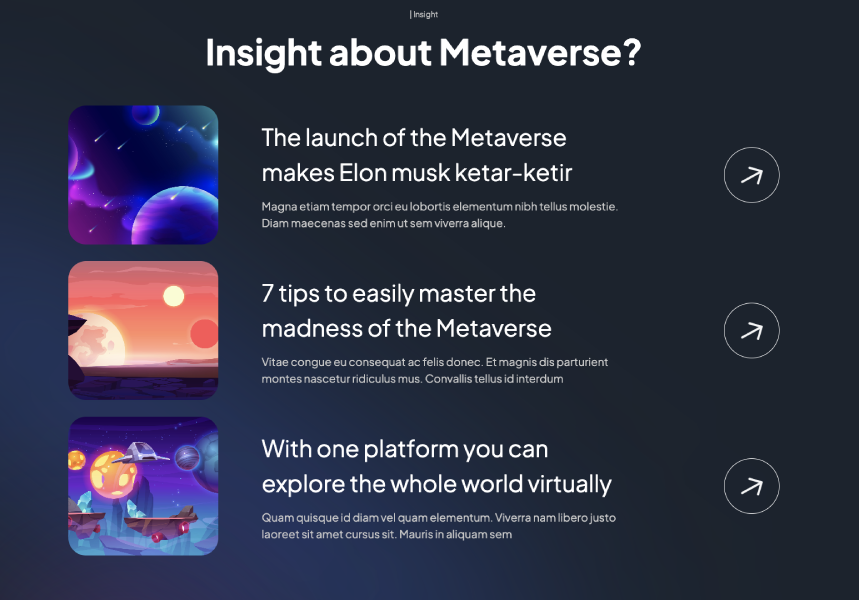 | Insight
Insight about Metaverse?
The launch of the Metaverse
makes Elon musk ketar-ketir
Magna etiam tempor orci eu lobortis elementum nibh tellus molestie.
Diam maecenas sed enim ut sem viverra alique.
7 tips to easily master the
madness of the Metaverse
Vitae congue eu consequat ac felis donec. Et magnis dis parturient
montes nascetur ridiculus mus. Convallis tellus id interdum
With one platform you can
explore the whole world virtually
Quam quisque id diam vel quam elementum. Viverra nam libero justo
laoreet sit amet cursus sit. Mauris in aliquam sem